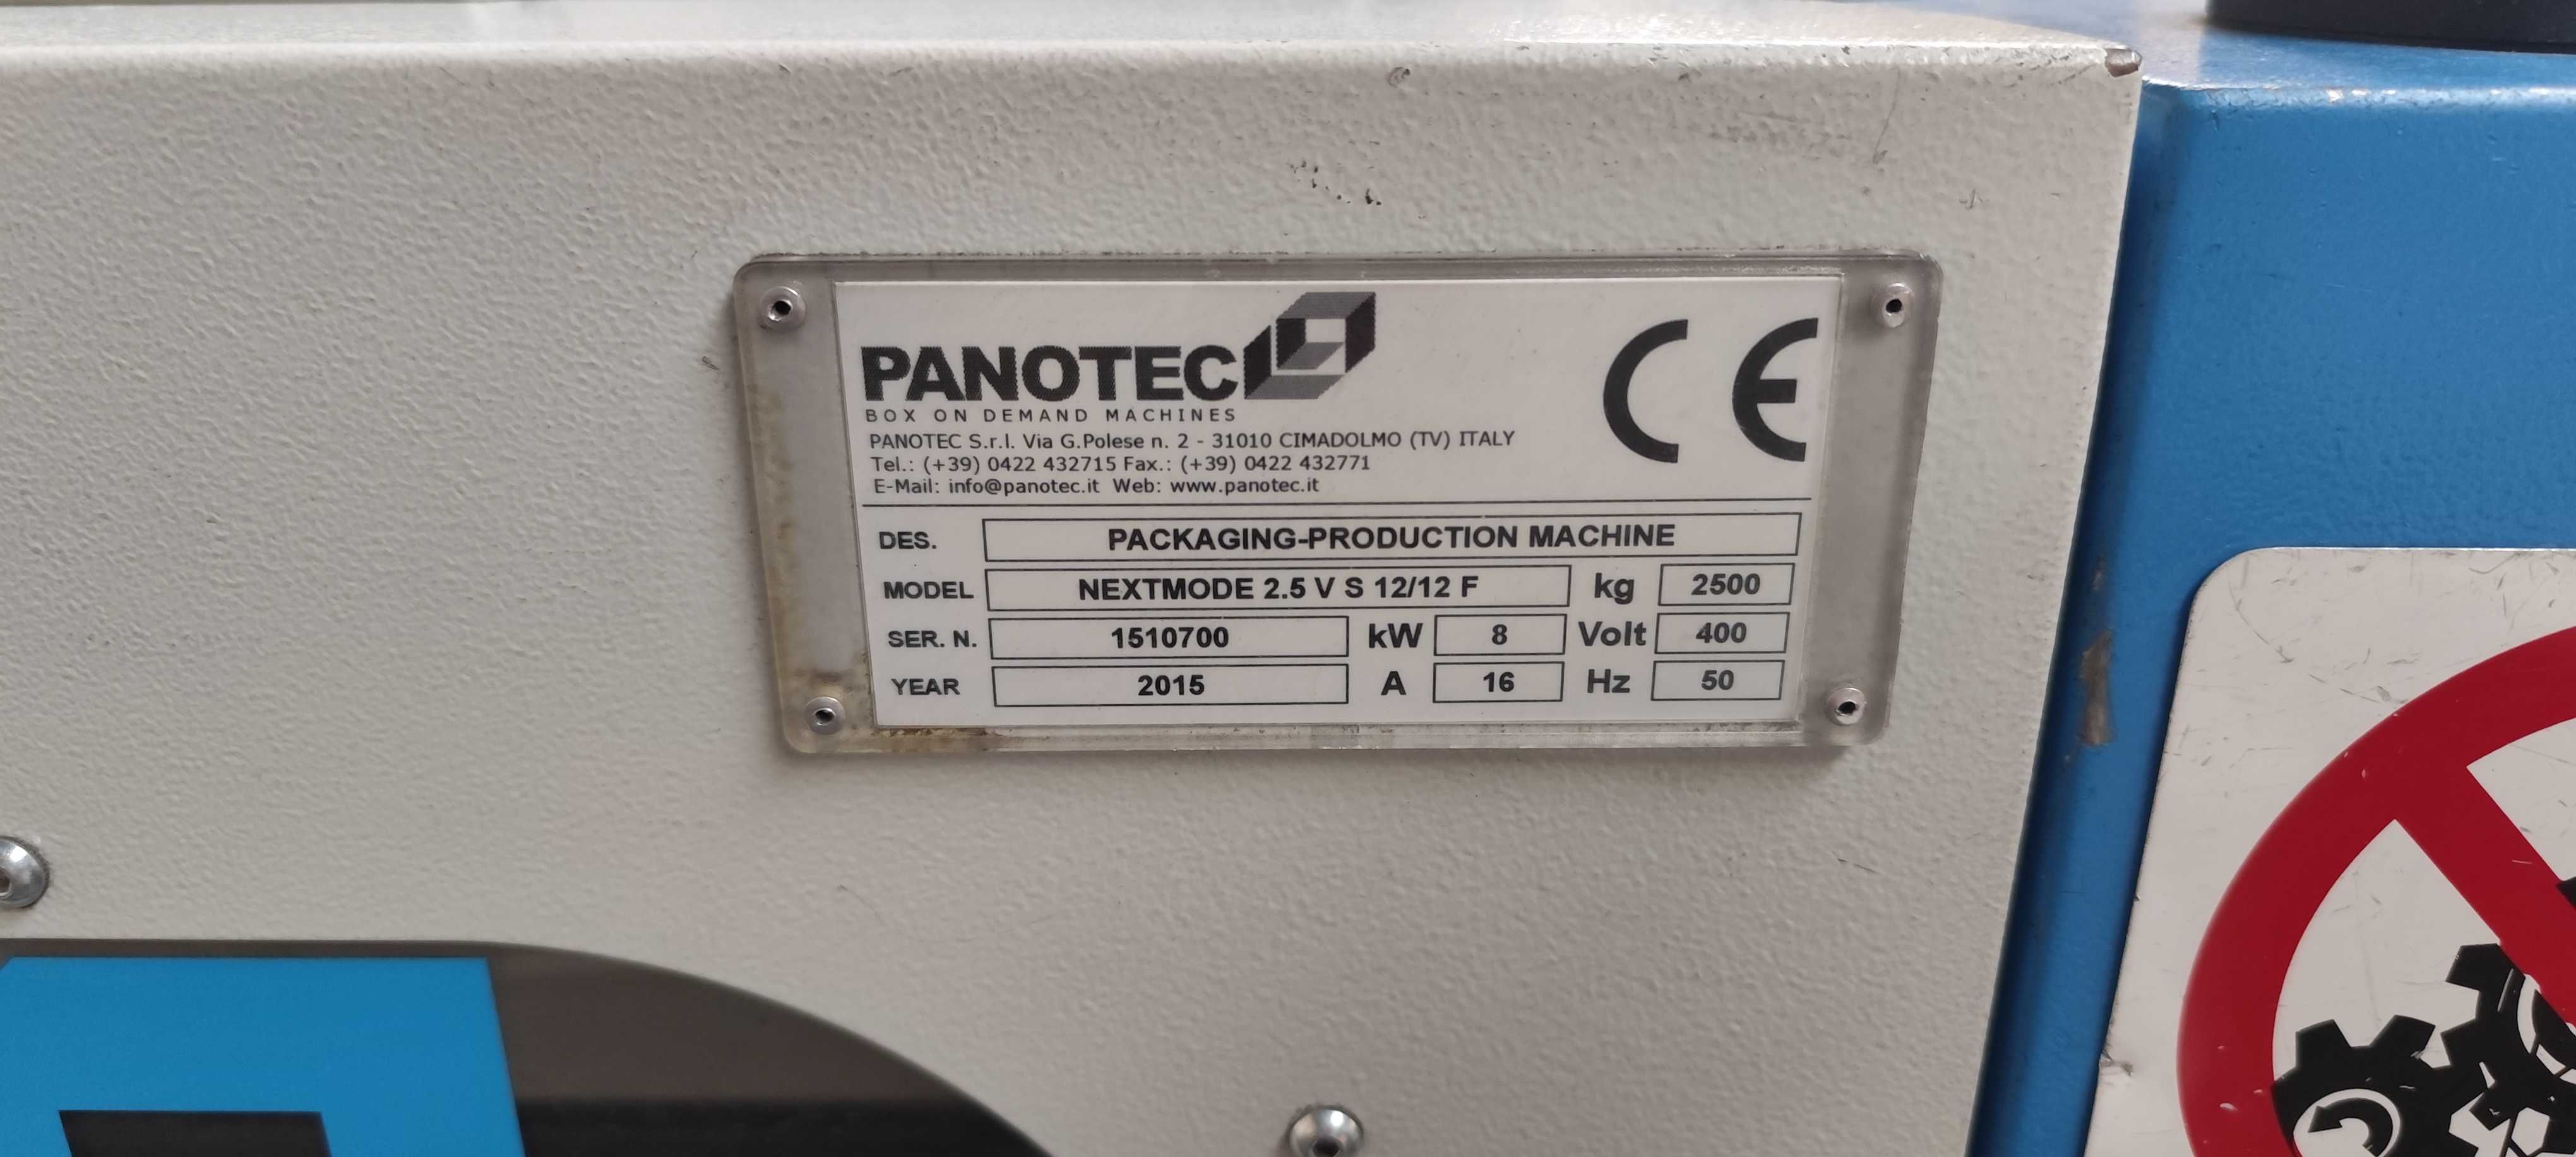 PANOTEC
BOX ON DEMAND MACHINES
CE
PANOTEC S.r.l. Via G.Polese n. 2 - 31010 CIMADOLMO (TV) ITALY
Tel.: (+39) 0422 432715 Fax.: (+39) 0422 432771
E-Mail: info@panotec.it Web: www.panotec.it
DES. PACKAGING-PRODUCTION MACHINE
MODEL NEXTMODE 2.5 V S 12/12 F kg 2500
SER. N. 1510700 kW 8 Volt 400
YEAR 2015 A 16 Hz 50